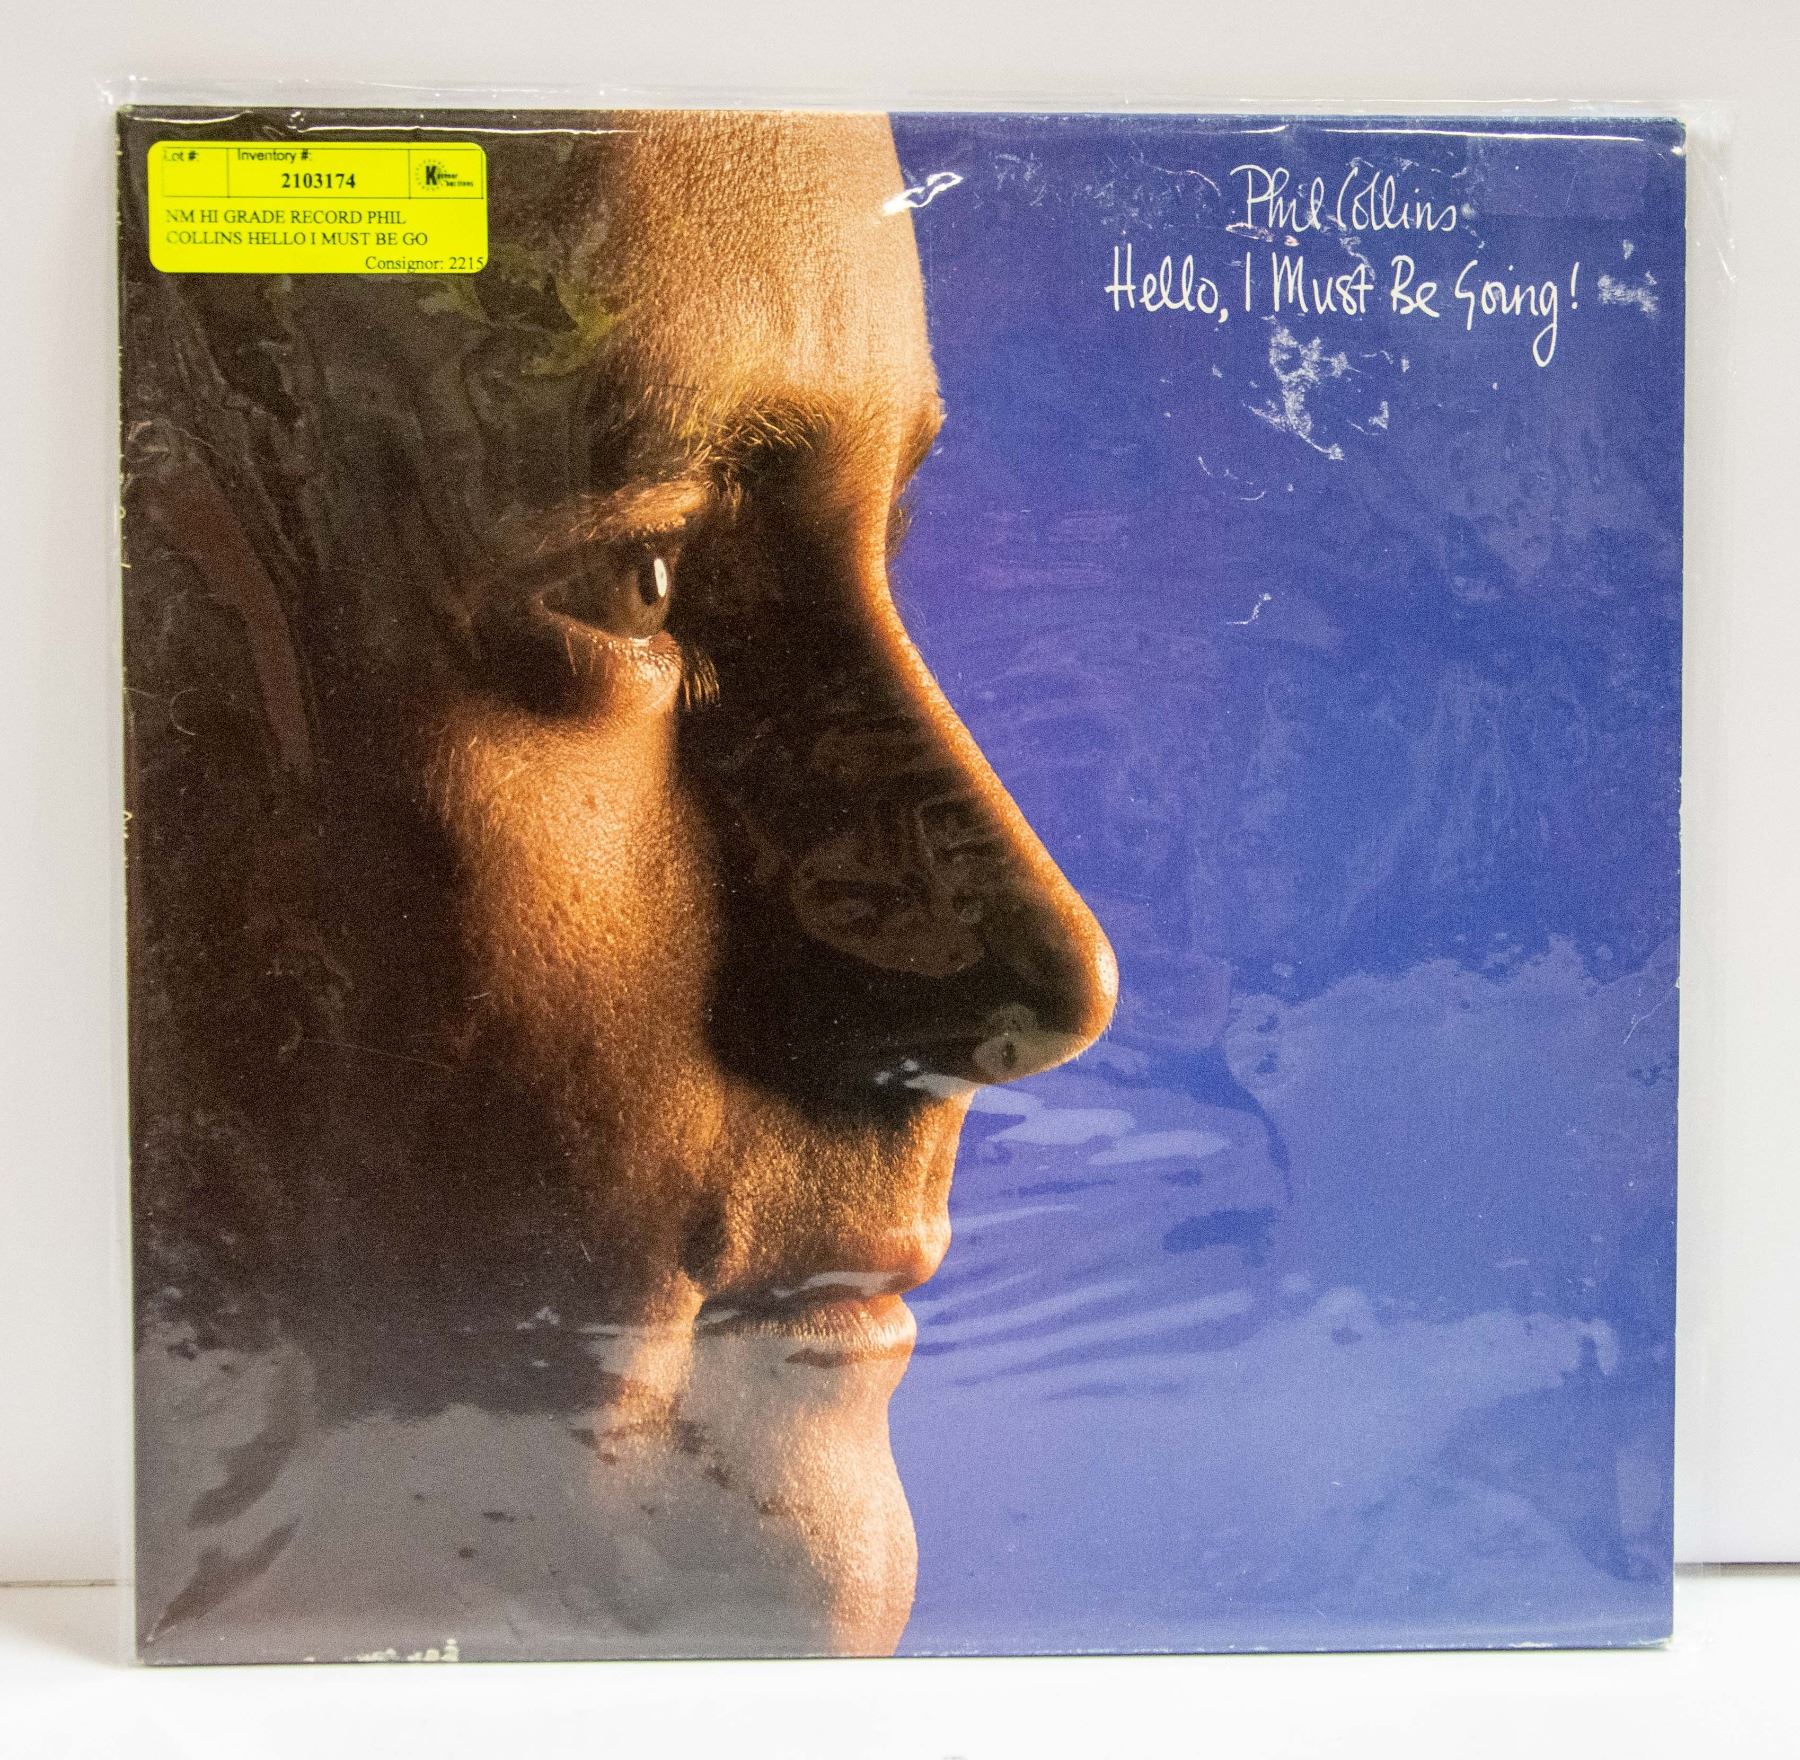 Lot #:
Inventory #:
2103174
NM HI GRADE RECORD PHIL
COLLINS HELLO I MUST BE GO
Consignor: 2215
Phil Collins
Hello, I Must Be Going!